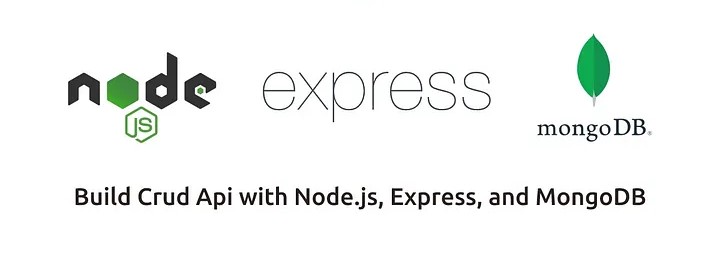 node
JS
express
mongoDB®
Build Crud Api with Node.js, Express, and MongoDB